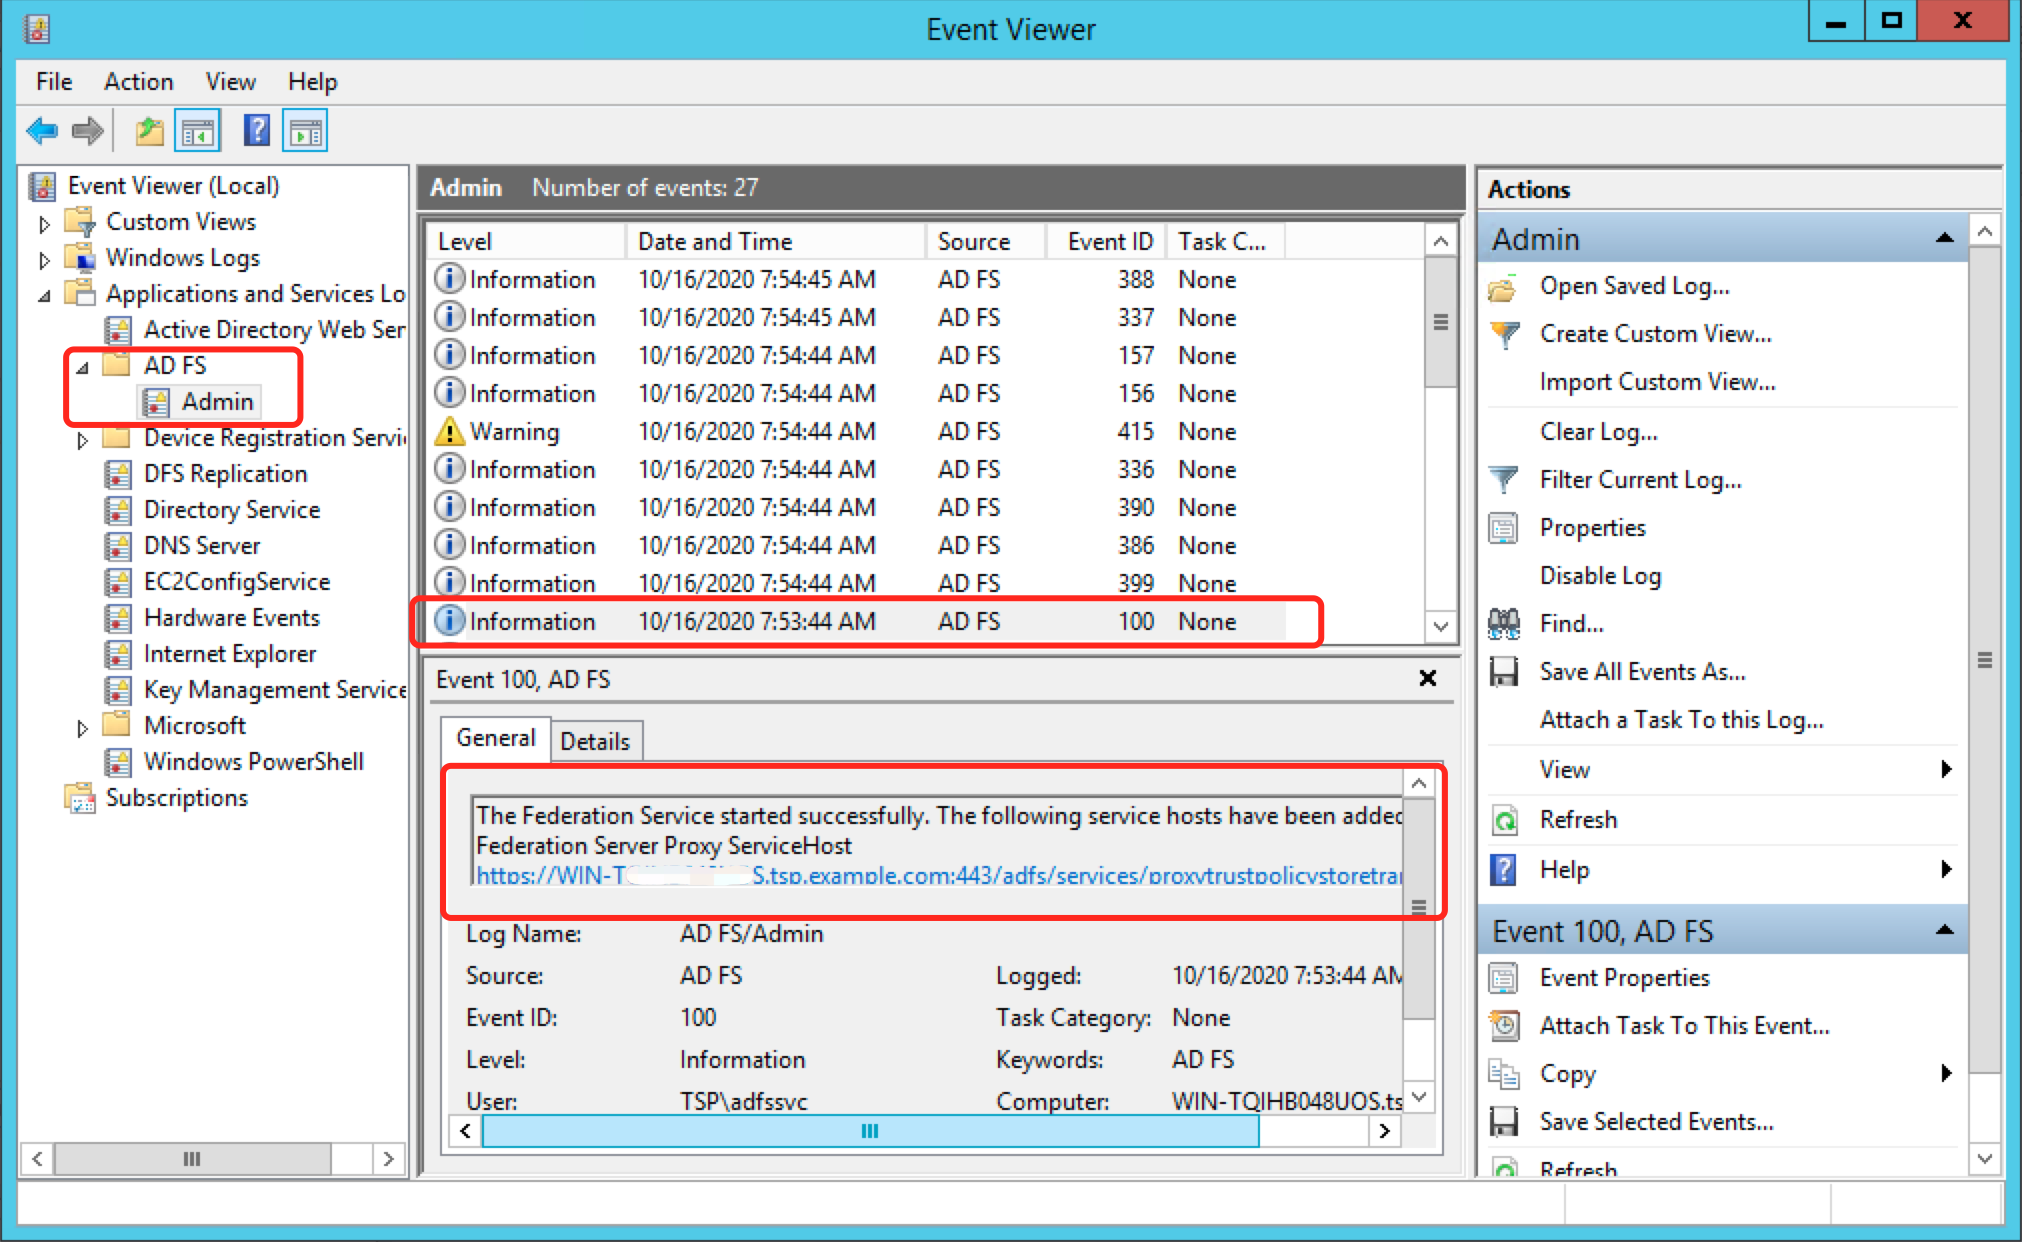 Event Viewer
File Action View Help
Event Viewer (Local)
Custom Views
Windows Logs
Applications and Services Lo
Active Directory Web Ser
AD FS
Admin
Device Registration Servi
DFS Replication
Directory Service
DNS Server
EC2ConfigService
Hardware Events
Internet Explorer
Key Management Service
Microsoft
Windows PowerShell
Subscriptions
Admin Number of events: 27
Level Date and Time Source Event ID Task C...
Information 10/16/2020 7:54:45 AM AD FS 388 None
Information 10/16/2020 7:54:45 AM AD FS 337 None
Information 10/16/2020 7:54:44 AM AD FS 157 None
Information 10/16/2020 7:54:44 AM AD FS 156 None
Warning 10/16/2020 7:54:44 AM AD FS 415 None
Information 10/16/2020 7:54:44 AM AD FS 336 None
Information 10/16/2020 7:54:44 AM AD FS 390 None
Information 10/16/2020 7:54:44 AM AD FS 386 None
Information 10/16/2020 7:54:44 AM AD FS 399 None
Information 10/16/2020 7:53:44 AM AD FS 100 None
Event 100, AD FS
General Details
The Federation Service started successfully. The following service hosts have been added
Federation Server Proxy ServiceHost
https://WIN-T S.tsp.example.com:443/adfs/services/proxytrustpolicystoretra
Log Name: AD FS/Admin
Source: AD FS Logged: 10/16/2020 7:53:44 AM
Event ID: 100 Task Category: None
Level: Information Keywords: AD FS
User: TSP\adfssvc Computer: WIN-TQIHB048UOS.ts
Actions
Admin
Open Saved Log...
Create Custom View...
Import Custom View...
Clear Log...
Filter Current Log...
Properties
Disable Log
Find...
Save All Events As...
Attach a Task To this Log...
View
Refresh
Help
Event 100, AD FS
Event Properties
Attach Task To This Event...
Copy
Save Selected Events...
Refresh